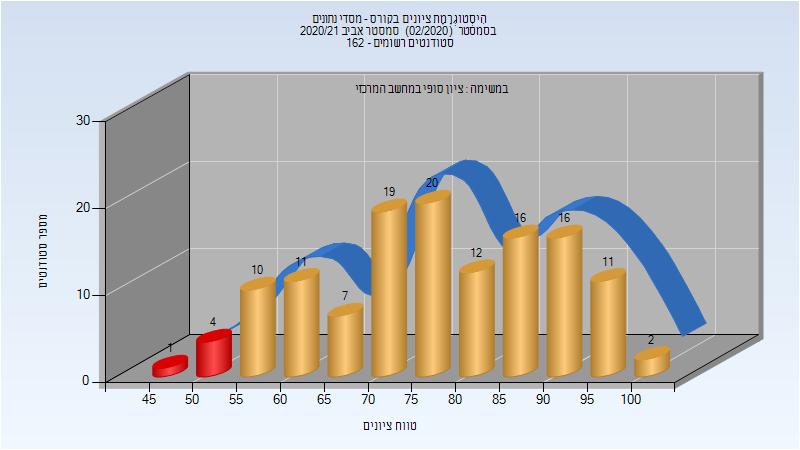 היסטוגרמת ציונים בקורס - מסדי נתונים
בסמסטר (02/2020) סמסטר אביב 2020/21
סטודנטים רשומים - 162
במשימה : ציון סופי במחשב המרכזי
מספר סטודנטים
30
20
10
0
1
4
10
11
7
19
20
12
16
16
11
2
45 50 55 60 65 70 75 80 85 90 95 100
טווח ציונים